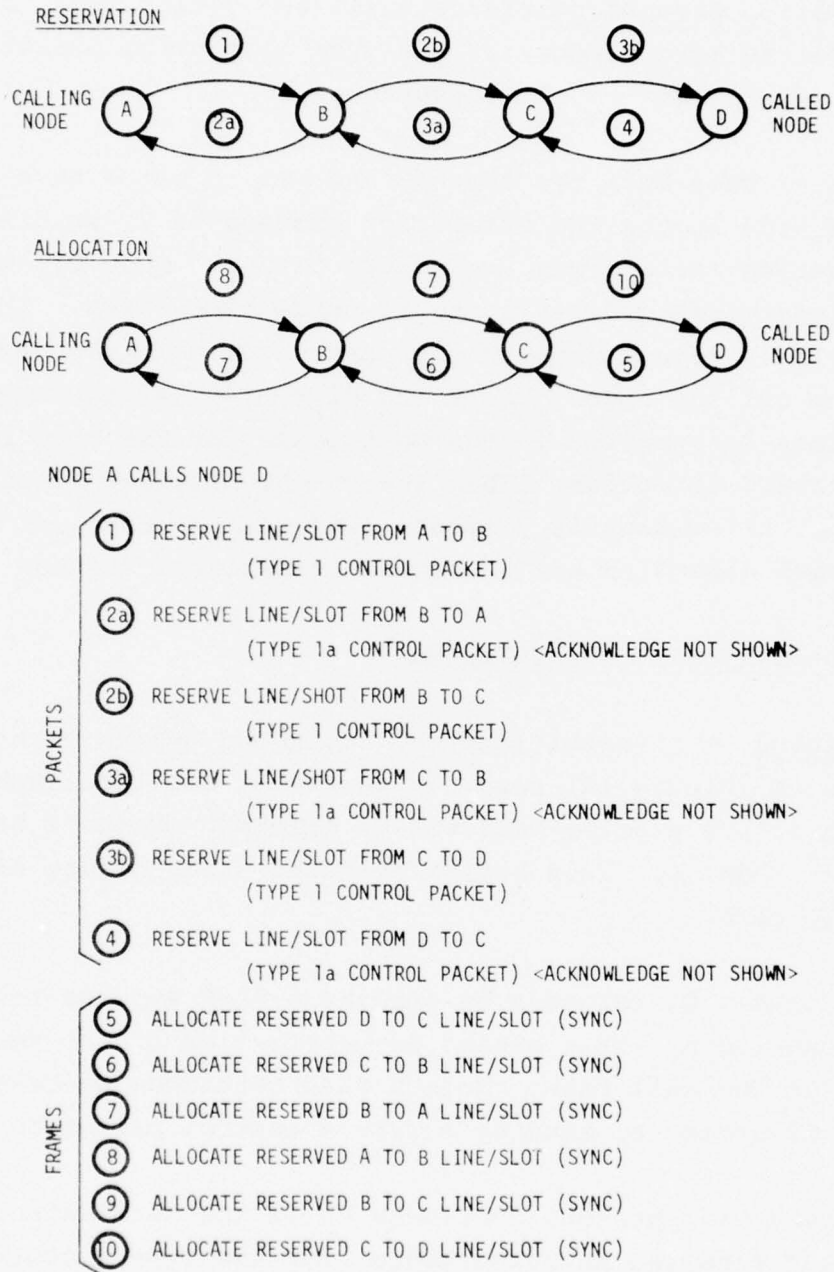 RESERVATION
1 2b 3b
CALLING NODE A B C D CALLED NODE
2a 3a 4
ALLOCATION
8 7 10
CALLING NODE A B C D CALLED NODE
7 6 5
NODE A CALLS NODE D
PACKETS
1 RESERVE LINE/SLOT FROM A TO B
(TYPE 1 CONTROL PACKET)
2a RESERVE LINE/SLOT FROM B TO A
(TYPE 1a CONTROL PACKET) <ACKNOWLEDGE NOT SHOWN>
2b RESERVE LINE/SHOT FROM B TO C
(TYPE 1 CONTROL PACKET)
3a RESERVE LINE/SHOT FROM C TO B
(TYPE 1a CONTROL PACKET) <ACKNOWLEDGE NOT SHOWN>
3b RESERVE LINE/SLOT FROM C TO D
(TYPE 1 CONTROL PACKET)
4 RESERVE LINE/SLOT FROM D TO C
(TYPE 1a CONTROL PACKET) <ACKNOWLEDGE NOT SHOWN>
FRAMES
5 ALLOCATE RESERVED D TO C LINE/SLOT (SYNC)
6 ALLOCATE RESERVED C TO B LINE/SLOT (SYNC)
7 ALLOCATE RESERVED B TO A LINE/SLOT (SYNC)
8 ALLOCATE RESERVED A TO B LINE/SLOT (SYNC)
9 ALLOCATE RESERVED B TO C LINE/SLOT (SYNC)
10 ALLOCATE RESERVED C TO D LINE/SLOT (SYNC)